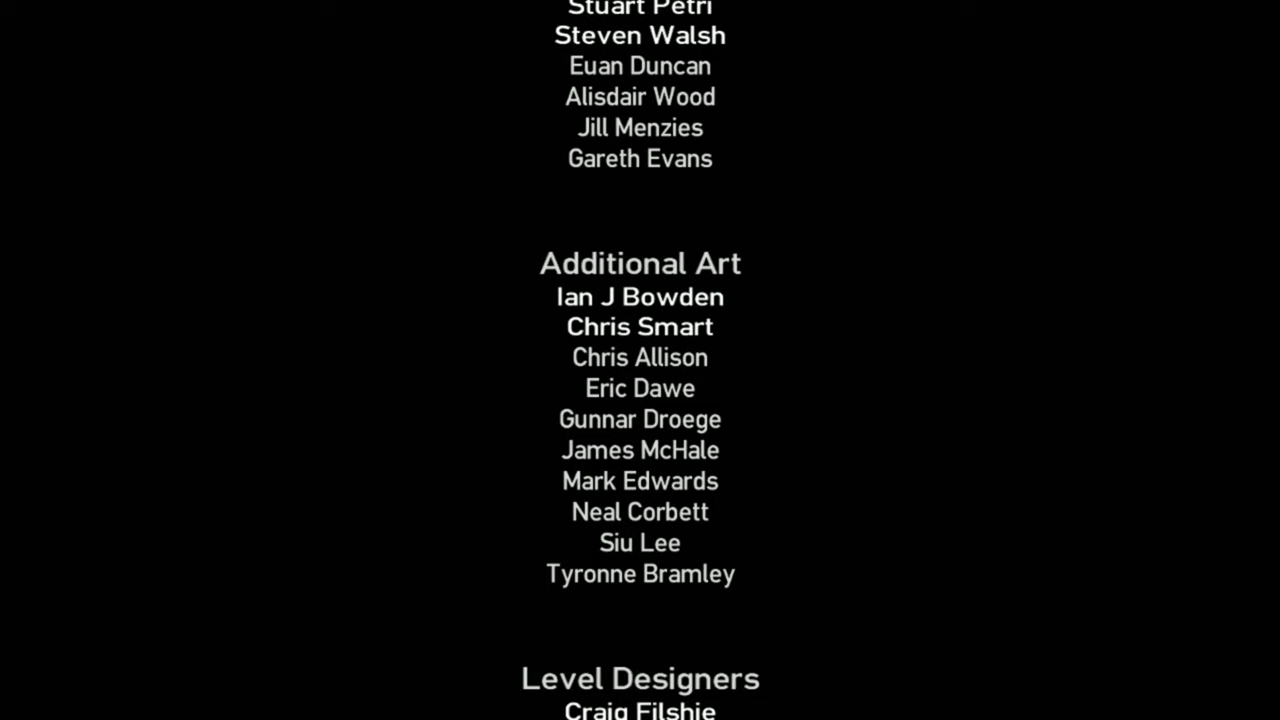 Stuart Petri
Steven Walsh
Euan Duncan
Alisdair Wood
Jill Menzies
Gareth Evans
Additional Art
Ian J Bowden
Chris Smart
Chris Allison
Eric Dawe
Gunnar Droege
James McHale
Mark Edwards
Neal Corbett
Siu Lee
Tyronne Bramley
Level Designers
Craig Filshie